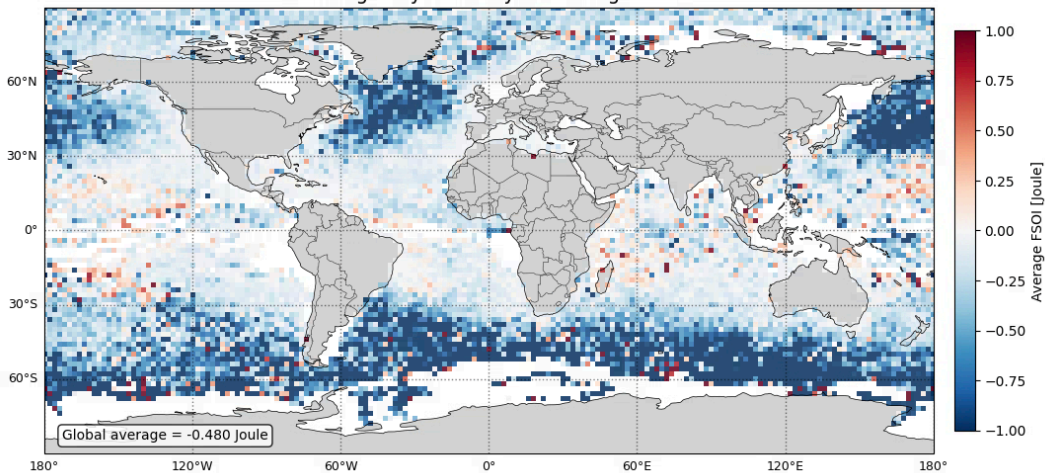 60°N
30°N
0°
30°S
60°S
Global average = -0.480 Joule
180° 120°W 60°W 0° 60°E 120°E 180°
1.00
0.75
0.50
0.25
0.00
−0.25
−0.50
−0.75
−1.00
Average FSOI [Joule]